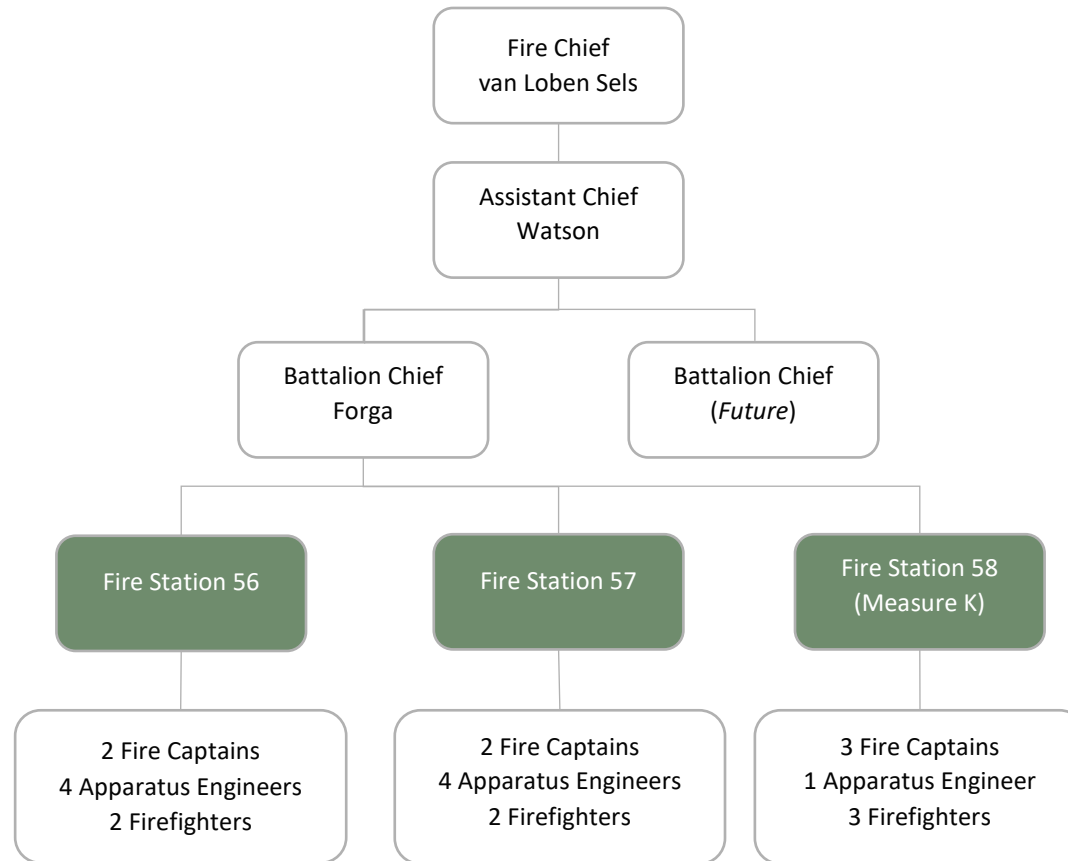 Fire Chief
van Loben Sels
Assistant Chief
Watson
Battalion Chief
Forga
Battalion Chief
(Future)
Fire Station 56
Fire Station 57
Fire Station 58
(Measure K)
2 Fire Captains
4 Apparatus Engineers
2 Firefighters
2 Fire Captains
4 Apparatus Engineers
2 Firefighters
3 Fire Captains
1 Apparatus Engineer
3 Firefighters